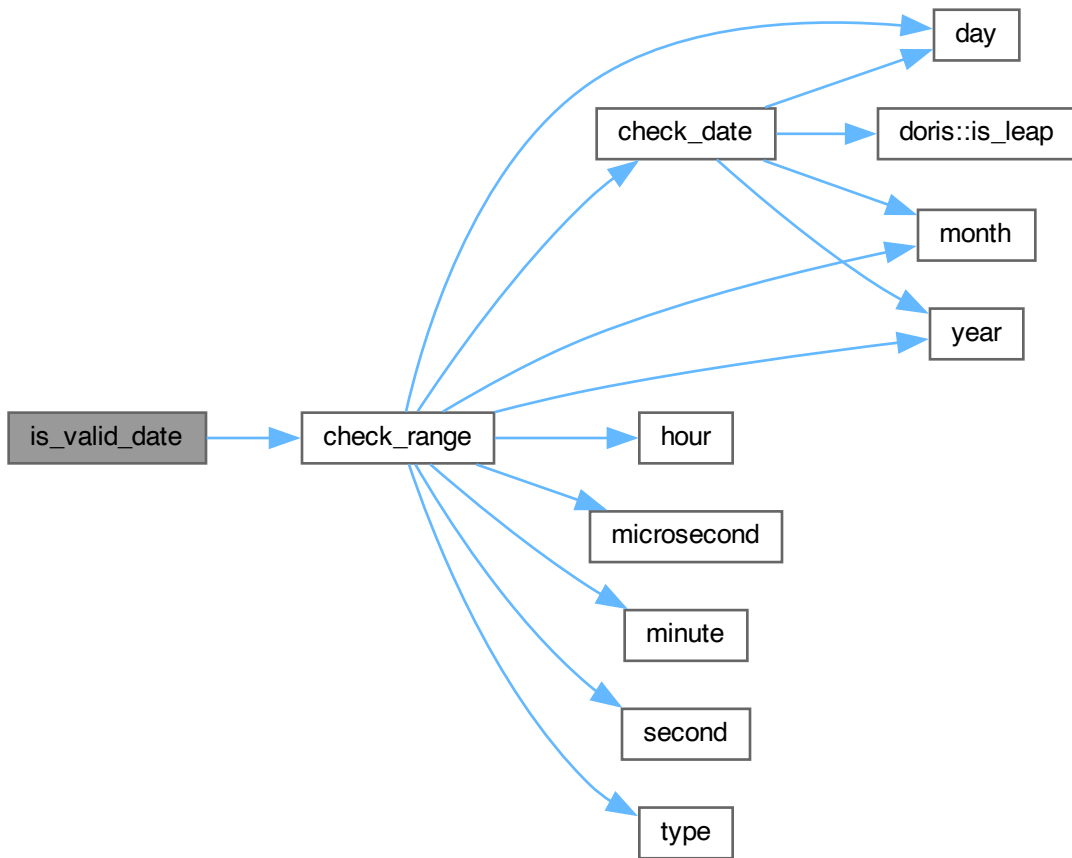 day
check_date
doris::is_leap
month
year
is_valid_date
check_range
hour
microsecond
minute
second
type